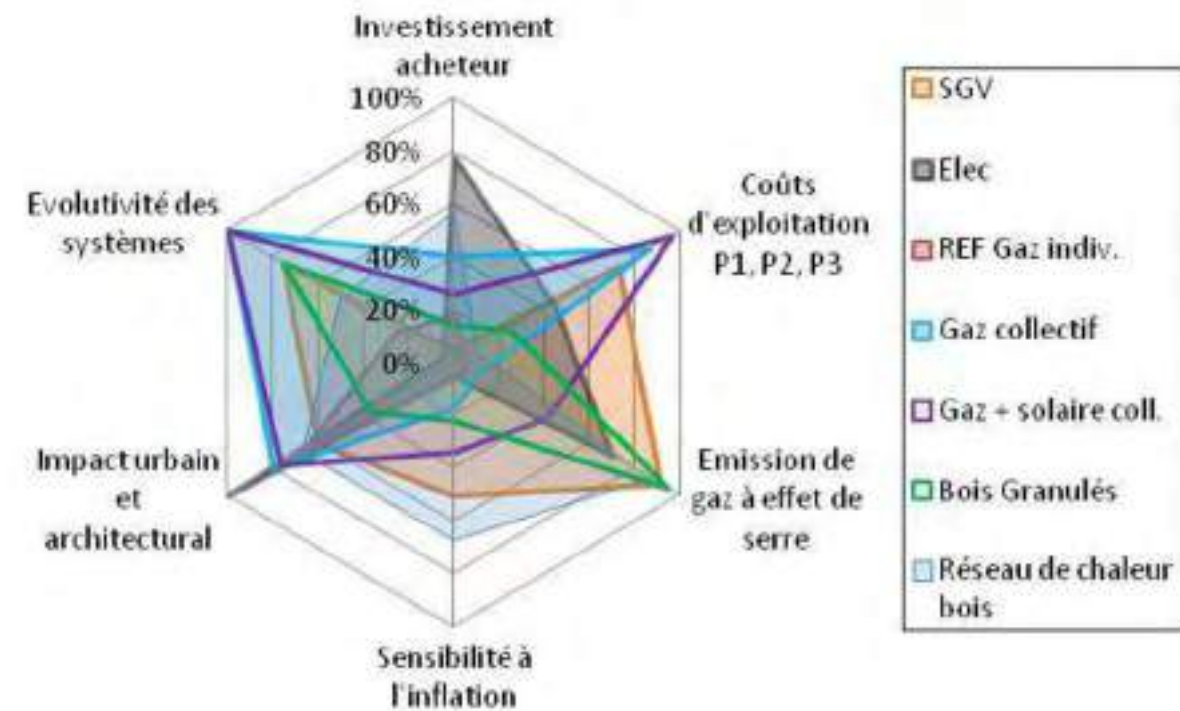 Investissement
acheteur
100%
80%
60%
40%
20%
0%
Coûts
d'exploitation
P1, P2, P3
Emission de
gaz à effet de
serre
Sensibilité à
l'inflation
Impact urbain
et
architectural
Evolutivité des
systèmes
SGV
Elec
REF Gaz indiv.
Gaz collectif
Gaz + solaire coll.
Bois Granulés
Réseau de chaleur
bois